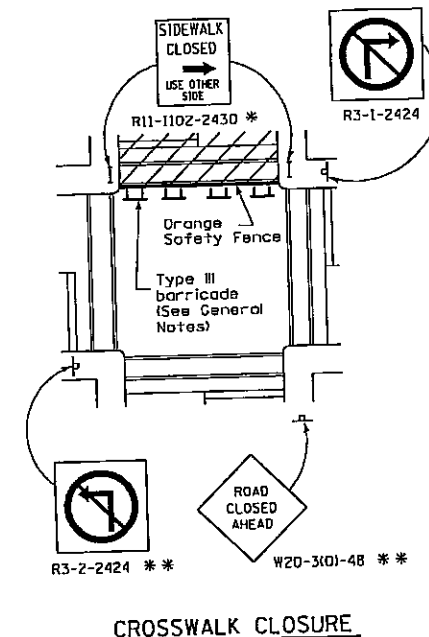 SIDEWALK
CLOSED
USE OTHER
SIDE
R11-1102-2430 *
R3-1-2424
Orange
Safety Fence
Type III
barricade
(See General
Notes)
R3-2-2424 * *
ROAD
CLOSED
AHEAD
W20-3(O)-48 * *
CROSSWALK CLOSURE